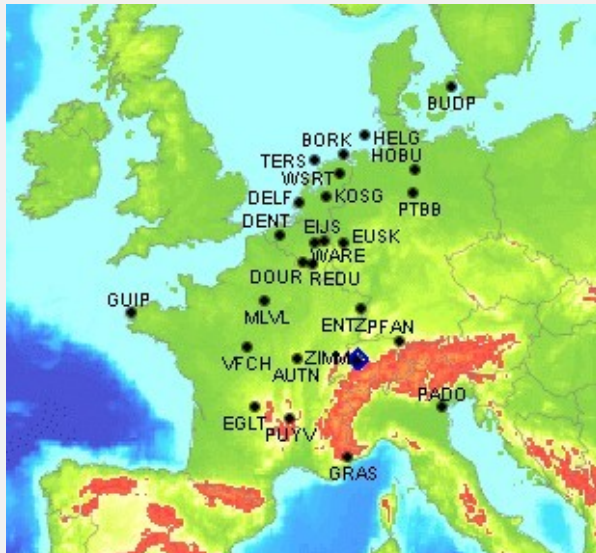 BUDP
HELG
BORK
HOBU
TERS
WSRT
DELF
KOSG
PTBB
DENT
EIJS
EUSK
WARE
DOUR
REDU
GUIP
MLVL
ENTZ
PFAN
VFCH
ZIMM
AUTN
PADO
EGLT
PUYV
GRAS